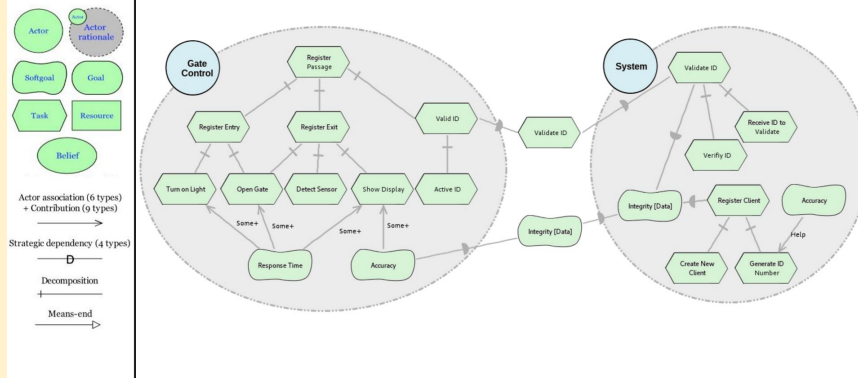 Actor
Actor
Actor
rationale
Softgoal
Goal
Task
Resource
Belief
Actor association (6 types)
+ Contribution (9 types)
Strategic dependency (4 types)
D
Decomposition
Means-end
Gate
Control
Register
Passage
Register Entry
Register Exit
Valid ID
Turn on Light
Open Gate
Detect Sensor
Show Display
Active ID
Some+
Some+
Some+
Some+
Response Time
Accuracy
Validate ID
Integrity [Data]
System
Validate ID
Receive ID to
Validate
Verifiy ID
Integrity [Data]
Register Client
Accuracy
Help
Create New
Client
Generate ID
Number